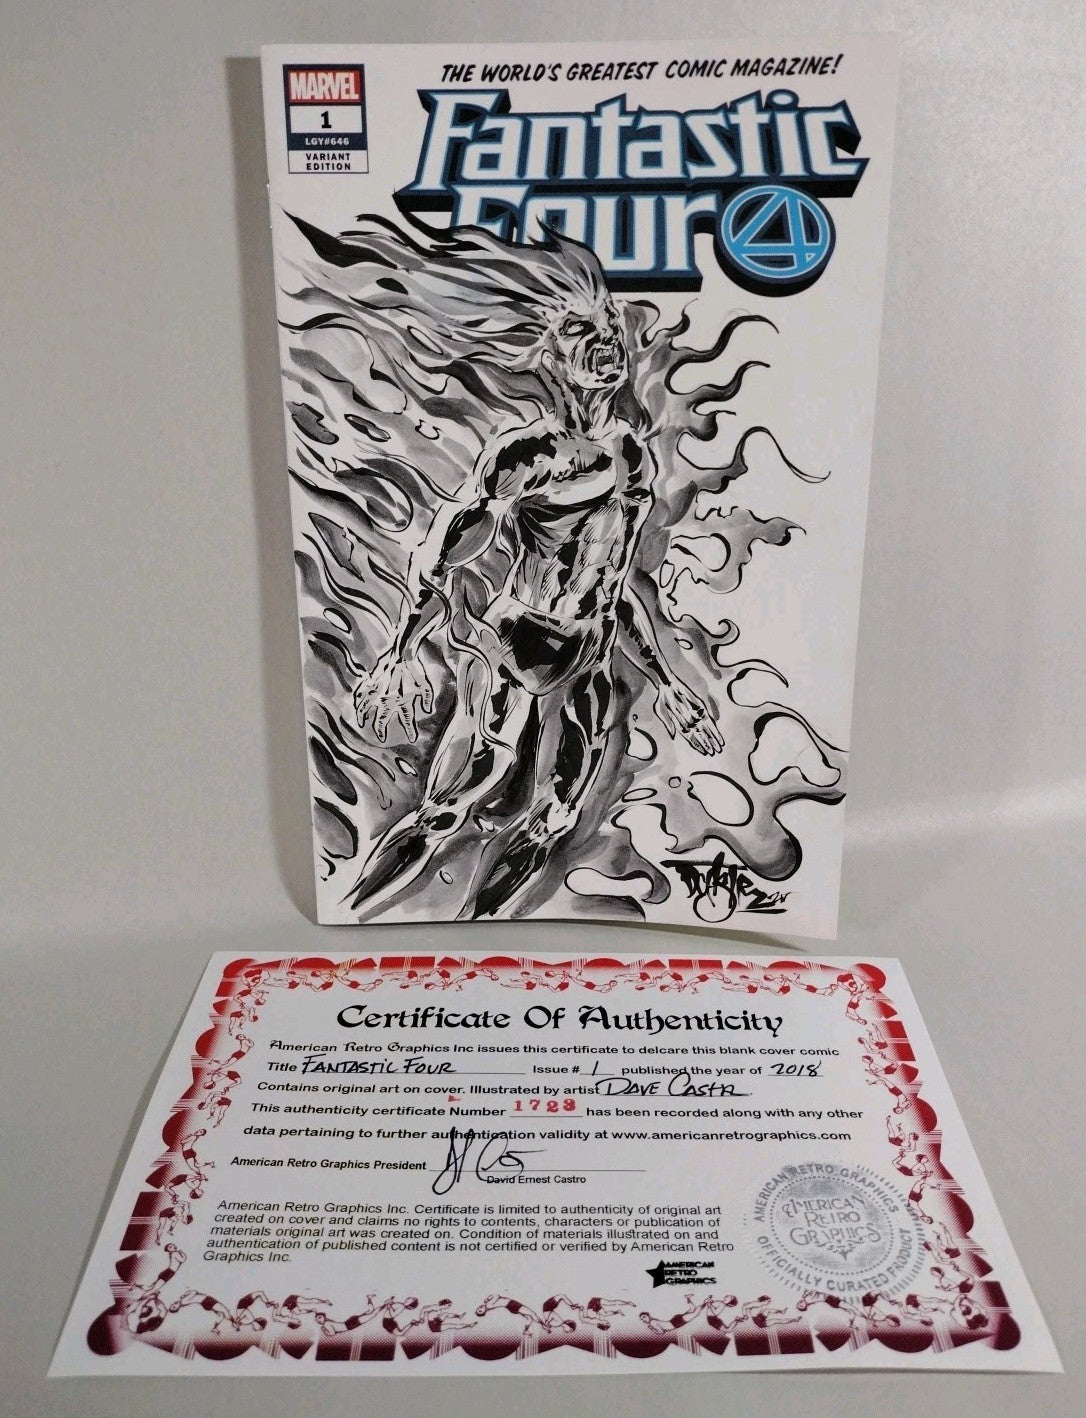 THE WORLD'S GREATEST COMIC MAGAZINE!
MARVEL
1
LGY#646
VARIANT
EDITION
Fantastic
Four 4
Certificate Of Authenticity
American Retro Graphics Inc issues this certificate to delcare this blank cover comic
Title FANTASTIC FOUR Issue # 1 published the year of 2018
Contains original art on cover. Illustrated by artist DAVE CASTR
This authenticity certificate Number 1723 has been recorded along with any other
data pertaining to further authentication validity at www.americanretrographics.com
American Retro Graphics President
David Ernest Castro
American Retro Graphics Inc. Certificate is limited to authenticity of original art
created on cover and claims no rights to contents, characters or publication of
materials original art was created on. Condition of materials illustrated on and
authentication of published content is not certified or verified by American Retro
Graphics Inc.
AMERICAN
RETRO
GRAPHICS
AMERICAN RETRO GRAPHICS
AMERICAN
RETRO
GRAPHICS
OFFICIALLY CURATED PRODUCT